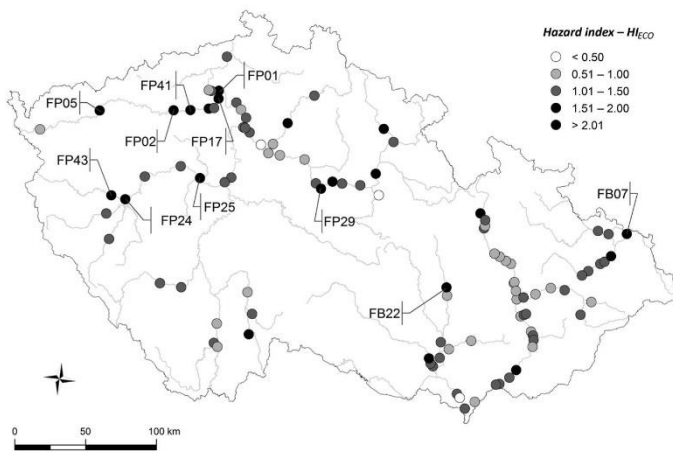 Hazard index – HI_ECO
< 0.50
0.51 – 1.00
1.01 – 1.50
1.51 – 2.00
> 2.01
FP01
FP41
FP05
FP02
FP17
FP43
FP24
FP25
FP29
FB07
FB22
0 50 100 km